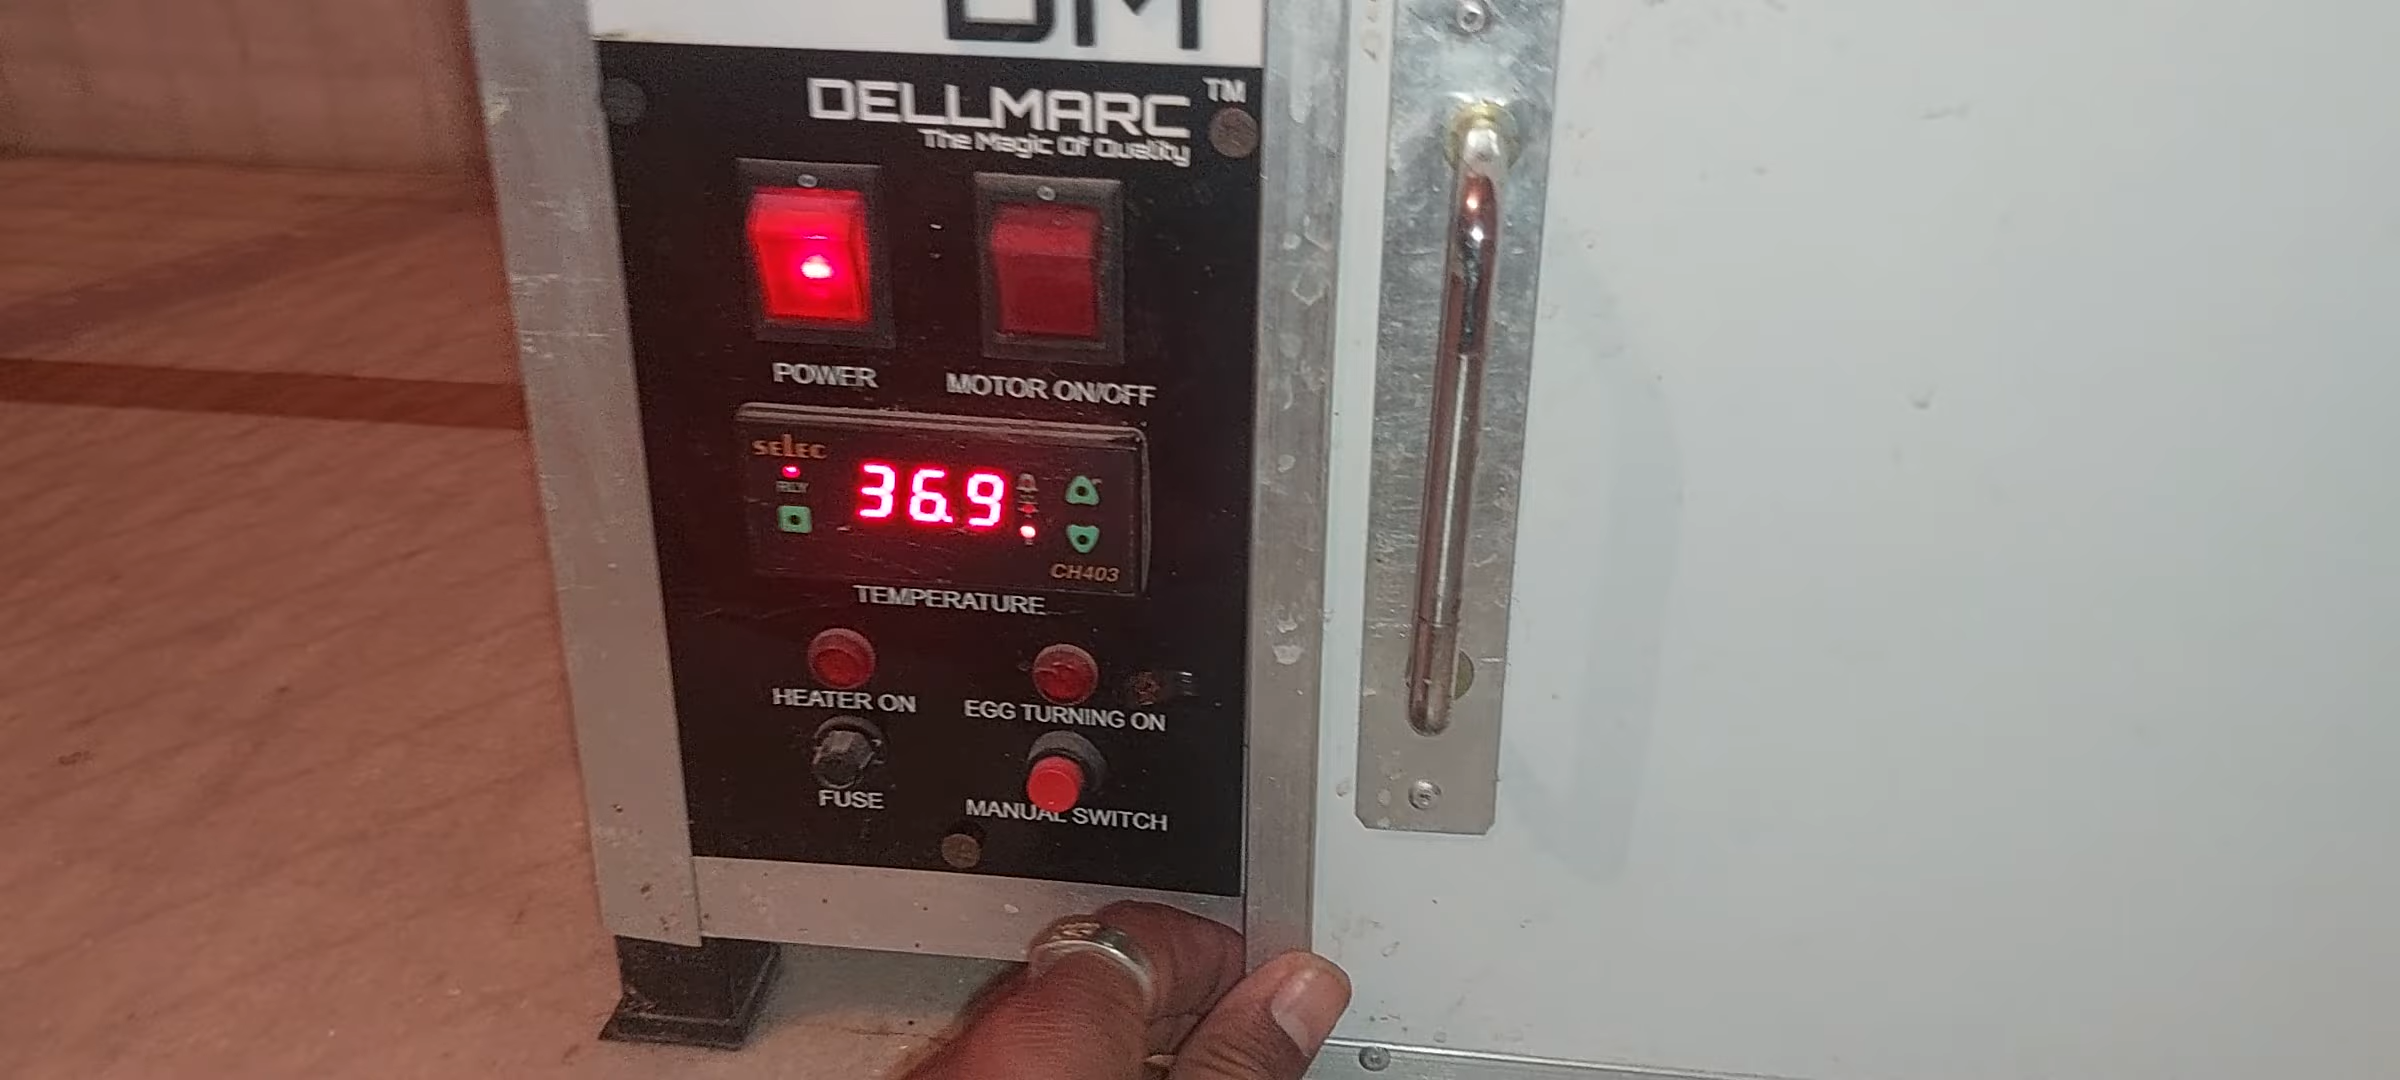 DM
DELLMARC TM
The Magic Of Quality
POWER MOTOR ON/OFF
SELEC
RLY
36.9
CH403
TEMPERATURE
HEATER ON EGG TURNING ON
FUSE MANUAL SWITCH